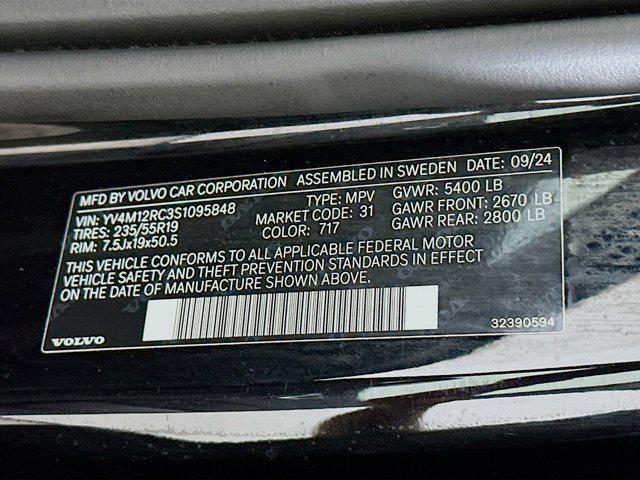 MFD BY VOLVO CAR CORPORATION ASSEMBLED IN SWEDEN DATE: 09/24
VIN: YV4M12RC3S1095848 TYPE: MPV GVWR: 5400 LB
TIRES: 235/55R19 MARKET CODE: 31 GAWR FRONT: 2670 LB
RIM: 7.5Jx19x50.5 COLOR: 717 GAWR REAR: 2800 LB
THIS VEHICLE CONFORMS TO ALL APPLICABLE FEDERAL MOTOR
VEHICLE SAFETY AND THEFT PREVENTION STANDARDS IN EFFECT
ON THE DATE OF MANUFACTURE SHOWN ABOVE.
VOLVO 32390594